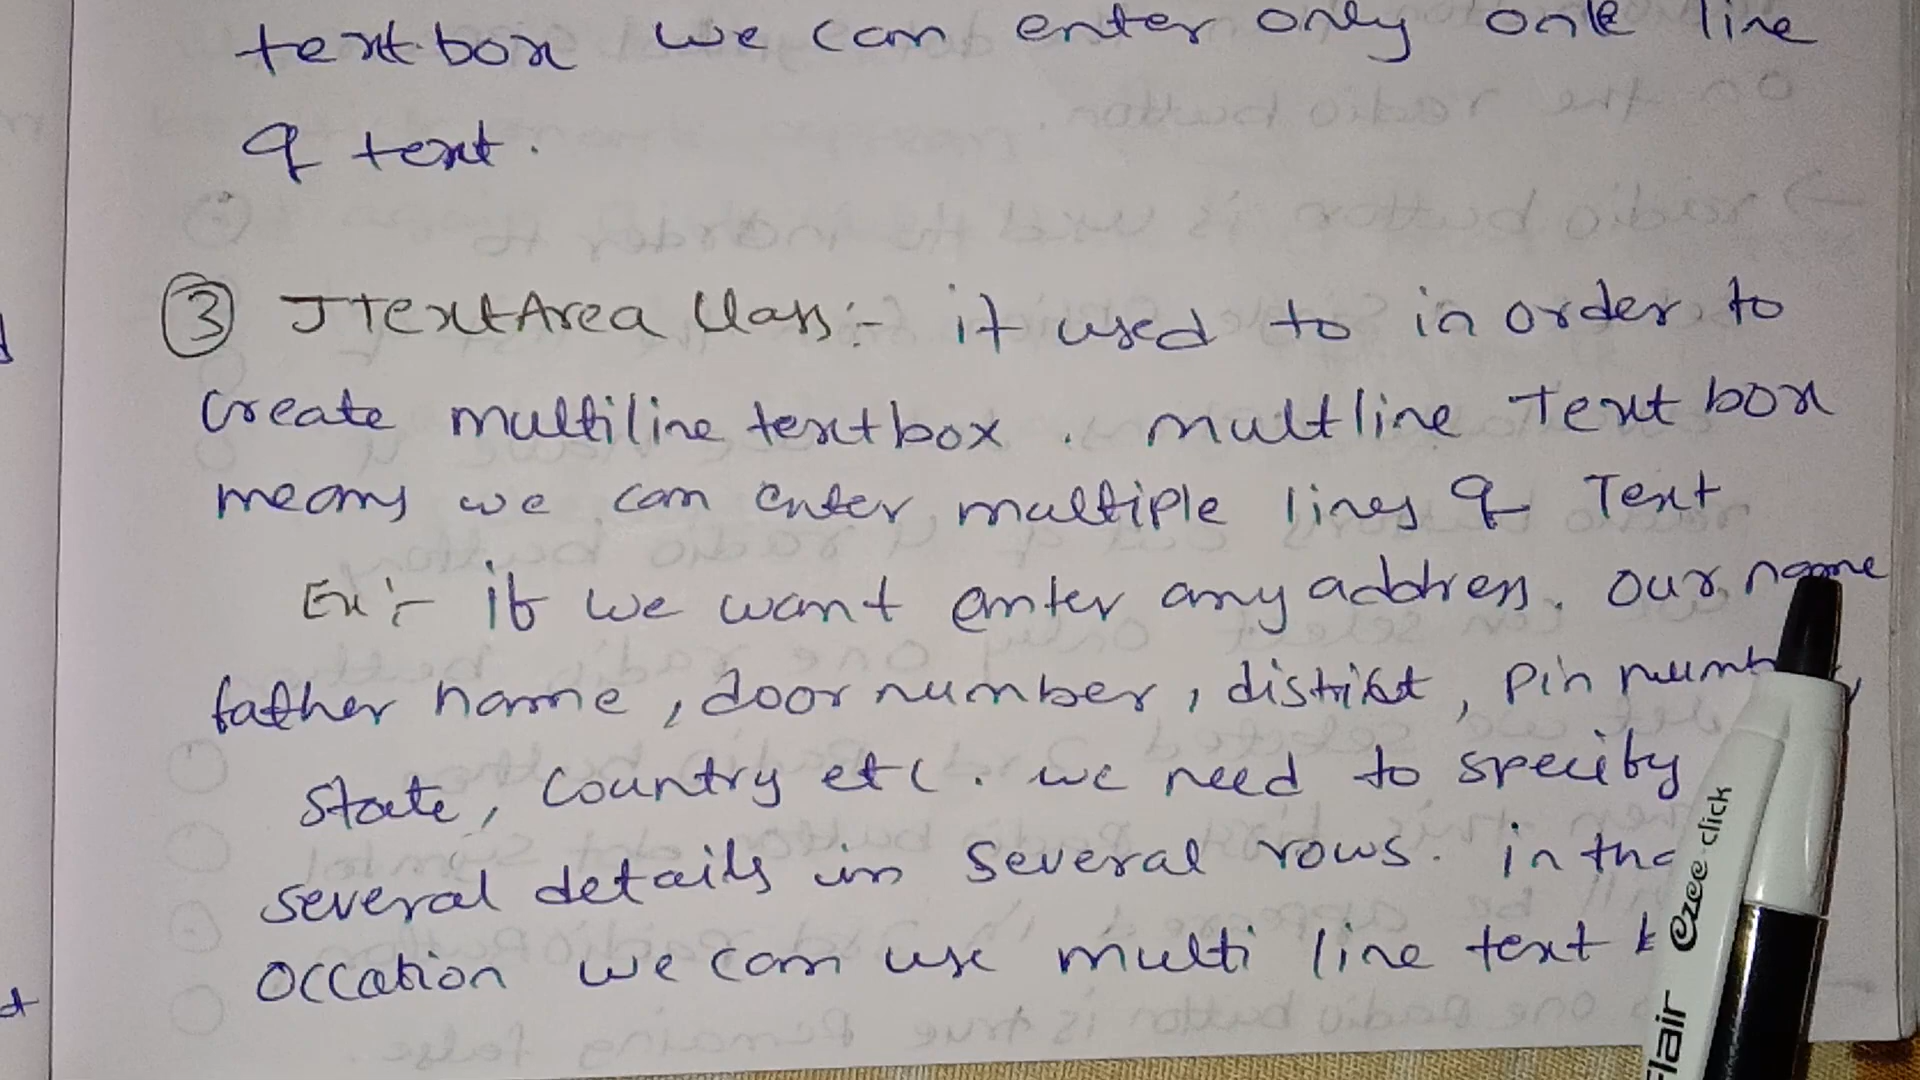 textbox we can enter only one line
of text.
③ JTextArea Class:- it used to in order to
create multiline textbox. multline Text box
means we can enter multiple lines of Text
Ex:- if we want enter any address. our name
father name, door number, district, pin
state, country etc. we need to specify
several details in several rows. in
occation we can use multi line text
ezee-click
Flair